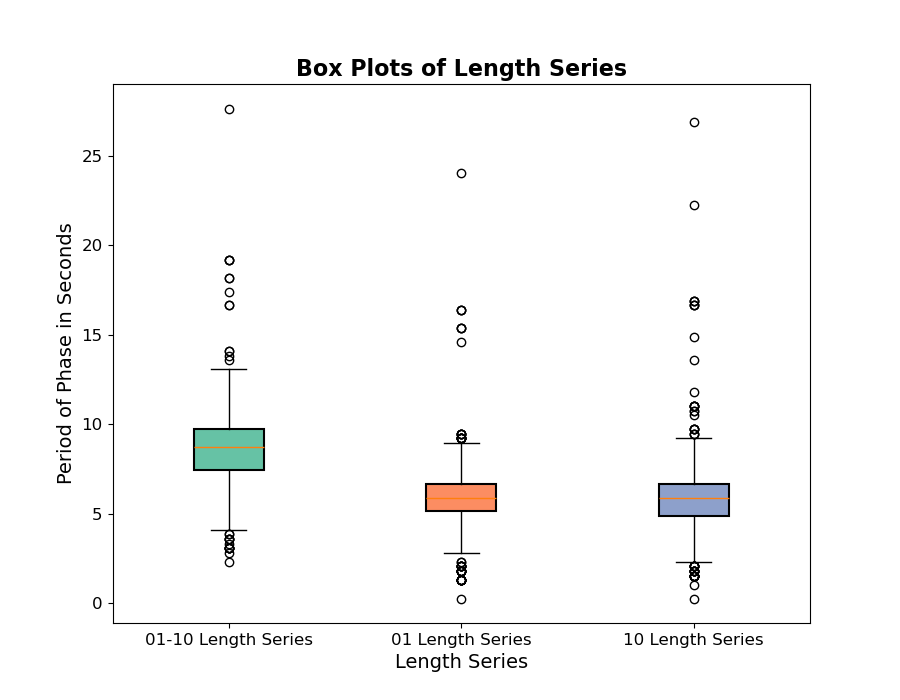 Box Plots of Length Series
Period of Phase in Seconds
25
20
15
10
5
0
01-10 Length Series
01 Length Series
10 Length Series
Length Series